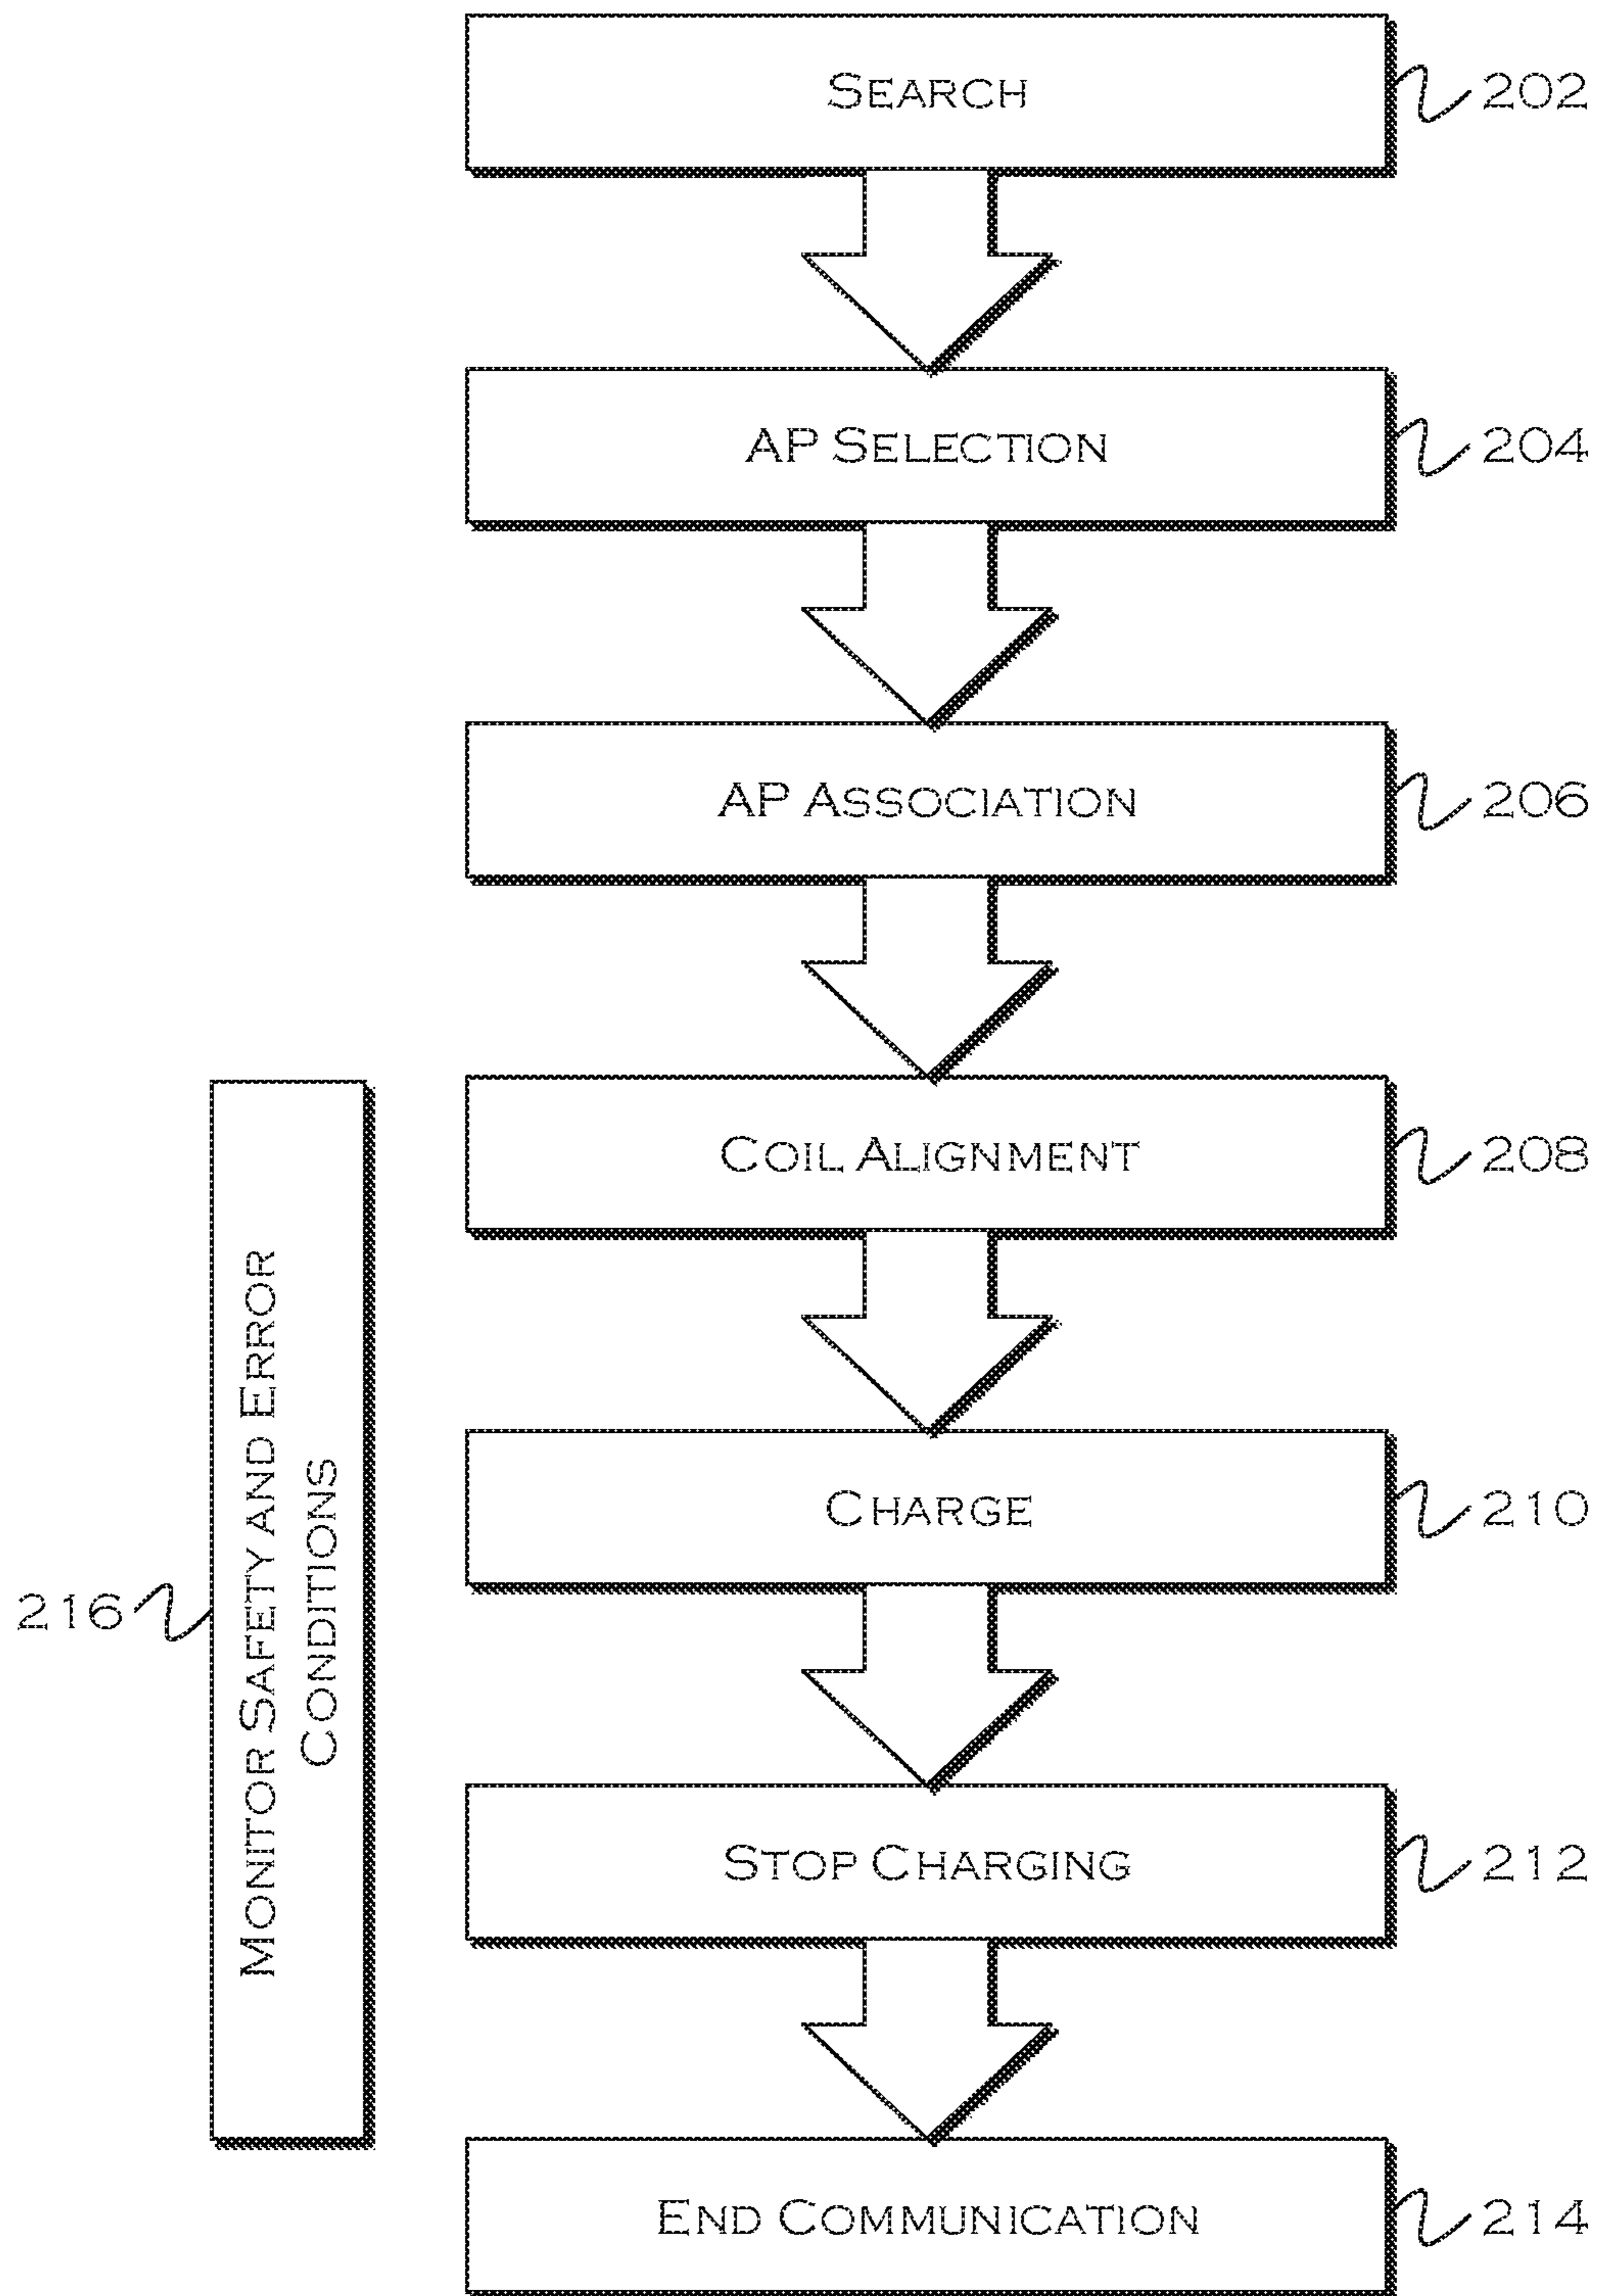 SEARCH
202
AP SELECTION
204
AP ASSOCIATION
206
COIL ALIGNMENT
208
CHARGE
210
MONITOR SAFETY AND ERROR
CONDITIONS
216
STOP CHARGING
212
END COMMUNICATION
214